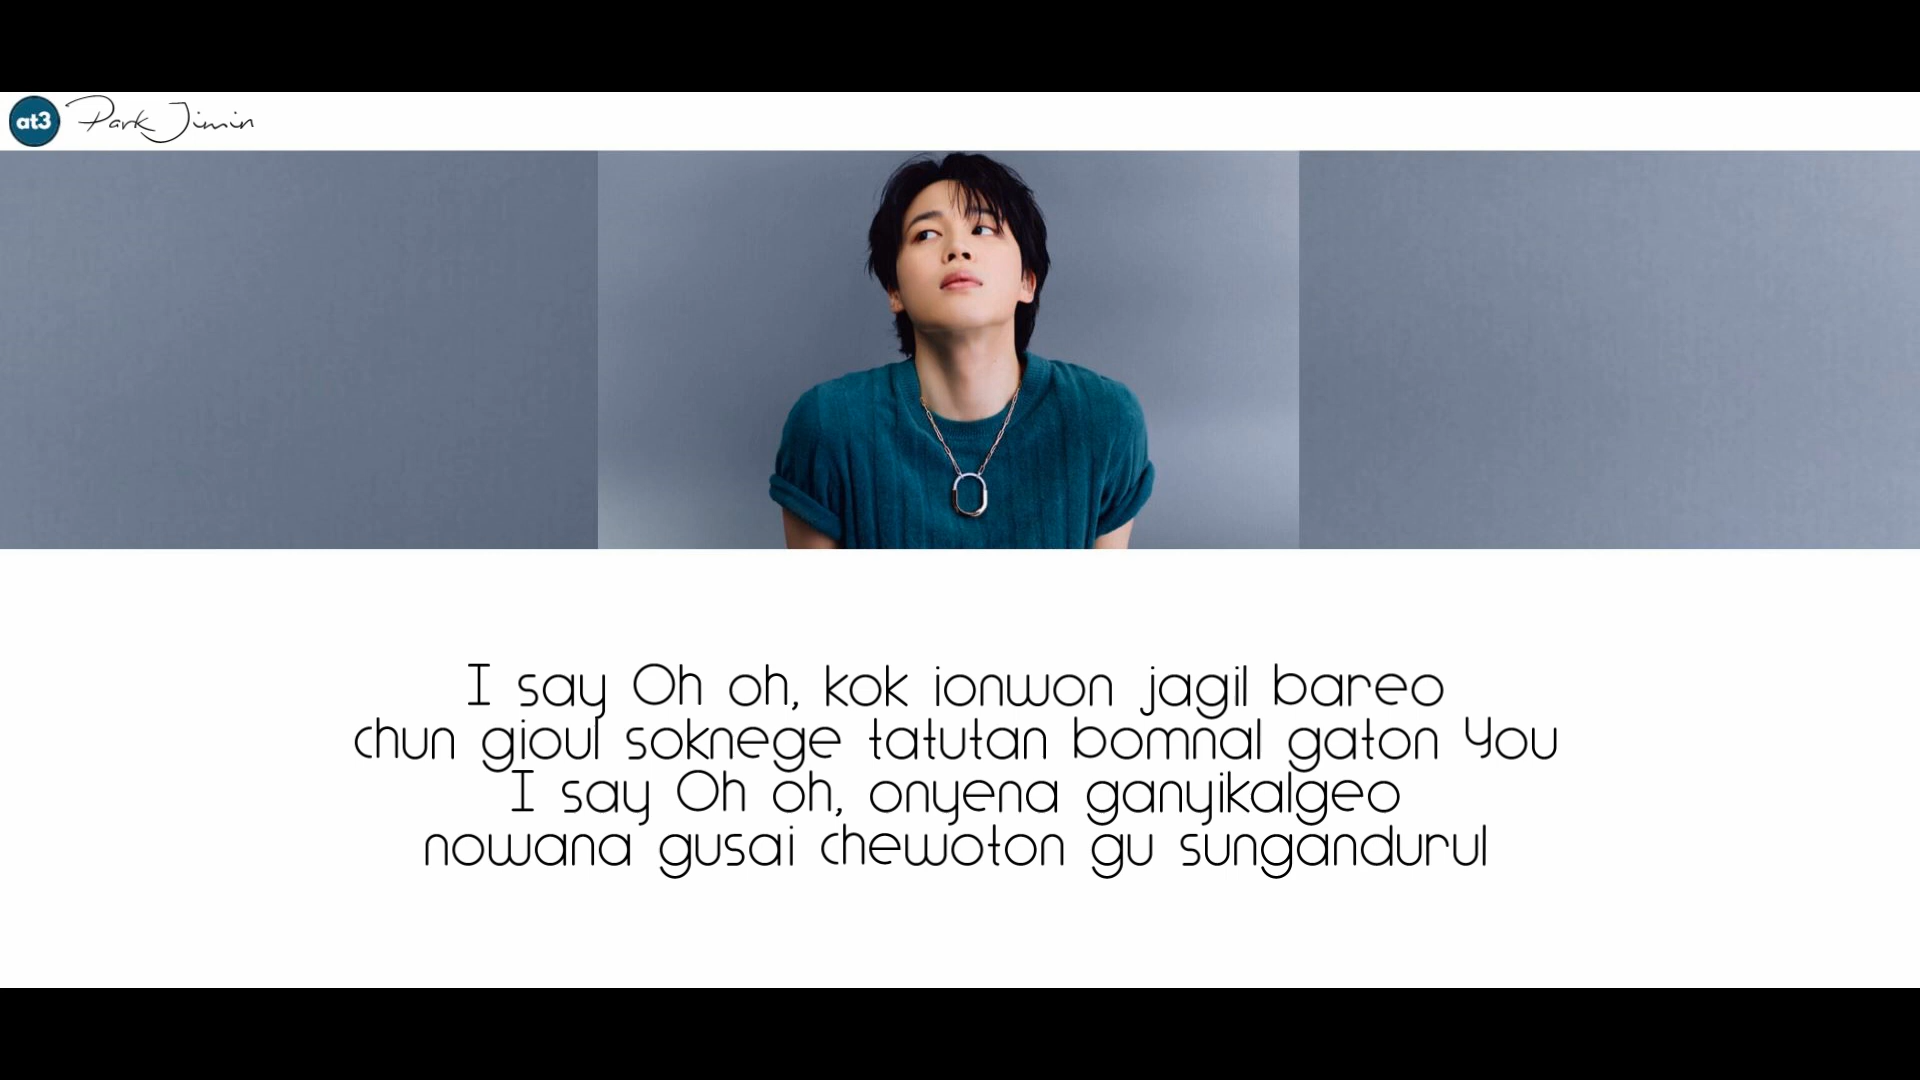 at3 Park Jimin
I say Oh oh, kok ionwon jagil bareo
chun gioul soknege tatutan bomnal gaton You
I say Oh oh, onyena ganyikalgeo
nowana gusai chewoton gu sungandurul